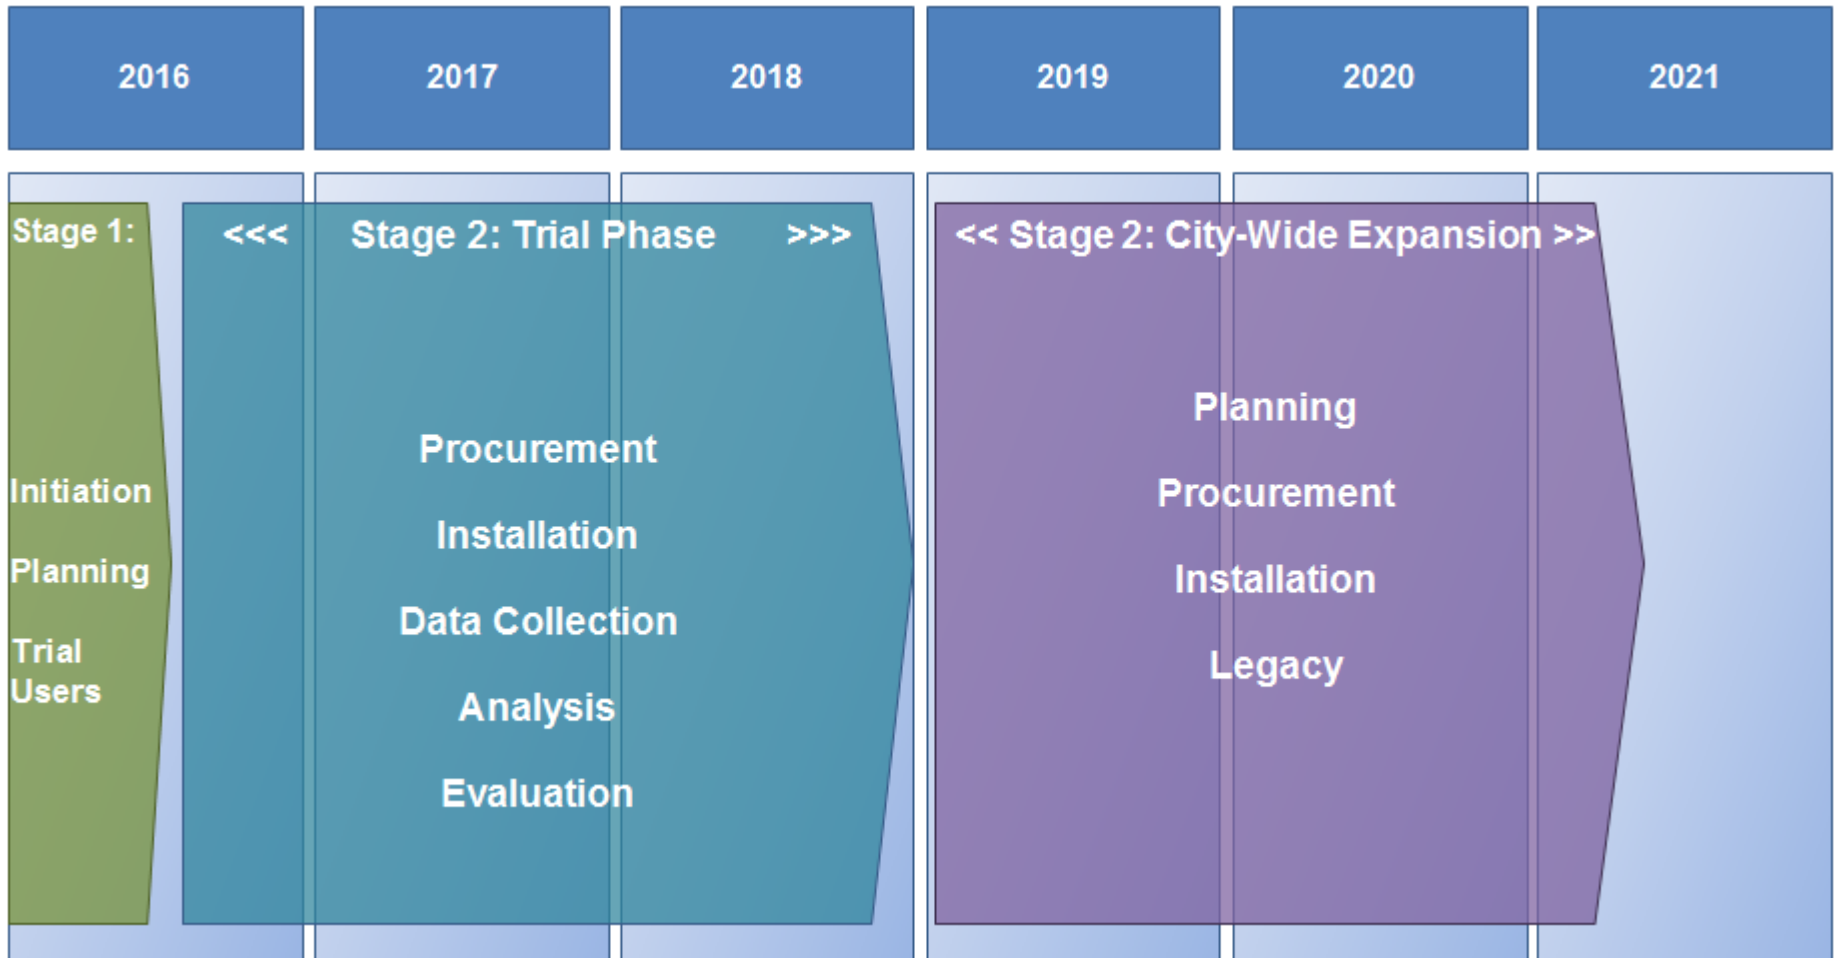 2016
2017
2018
2019
2020
2021
Stage 1:
Initiation
Planning
Trial
Users
<<< Stage 2: Trial Phase >>>
Procurement
Installation
Data Collection
Analysis
Evaluation
<< Stage 2: City-Wide Expansion >>
Planning
Procurement
Installation
Legacy